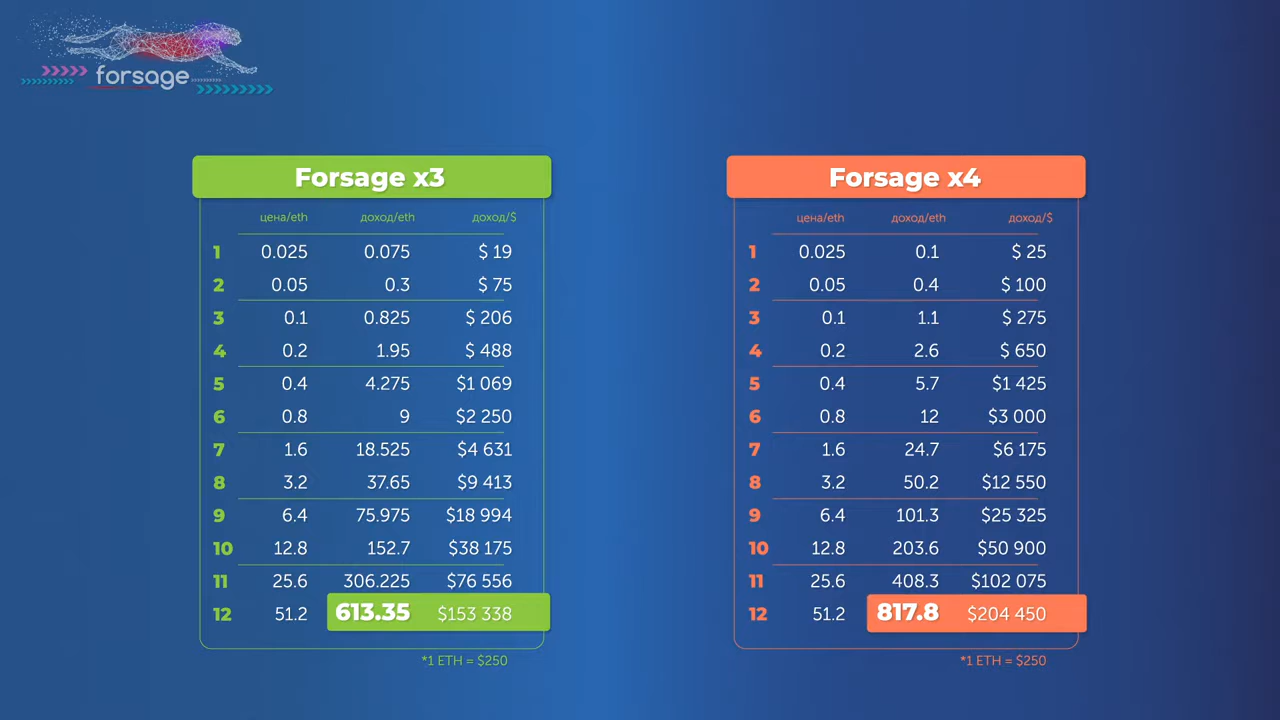 forsage
Forsage x3
цена/eth доход/eth доход/$
1 0.025 0.075 $ 19
2 0.05 0.3 $ 75
3 0.1 0.825 $ 206
4 0.2 1.95 $ 488
5 0.4 4.275 $1 069
6 0.8 9 $2 250
7 1.6 18.525 $4 631
8 3.2 37.65 $9 413
9 6.4 75.975 $18 994
10 12.8 152.7 $38 175
11 25.6 306.225 $76 556
12 51.2 613.35 $153 338
*1 ETH = $250
Forsage x4
цена/eth доход/eth доход/$
1 0.025 0.1 $ 25
2 0.05 0.4 $ 100
3 0.1 1.1 $ 275
4 0.2 2.6 $ 650
5 0.4 5.7 $1 425
6 0.8 12 $3 000
7 1.6 24.7 $6 175
8 3.2 50.2 $12 550
9 6.4 101.3 $25 325
10 12.8 203.6 $50 900
11 25.6 408.3 $102 075
12 51.2 817.8 $204 450
*1 ETH = $250